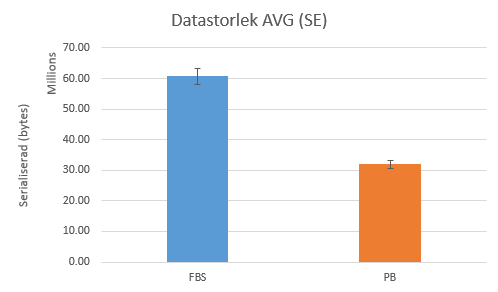 Datastorlek AVG (SE)
Serialiserad (bytes)
Millions
70.00
60.00
50.00
40.00
30.00
20.00
10.00
0.00
FBS
PB